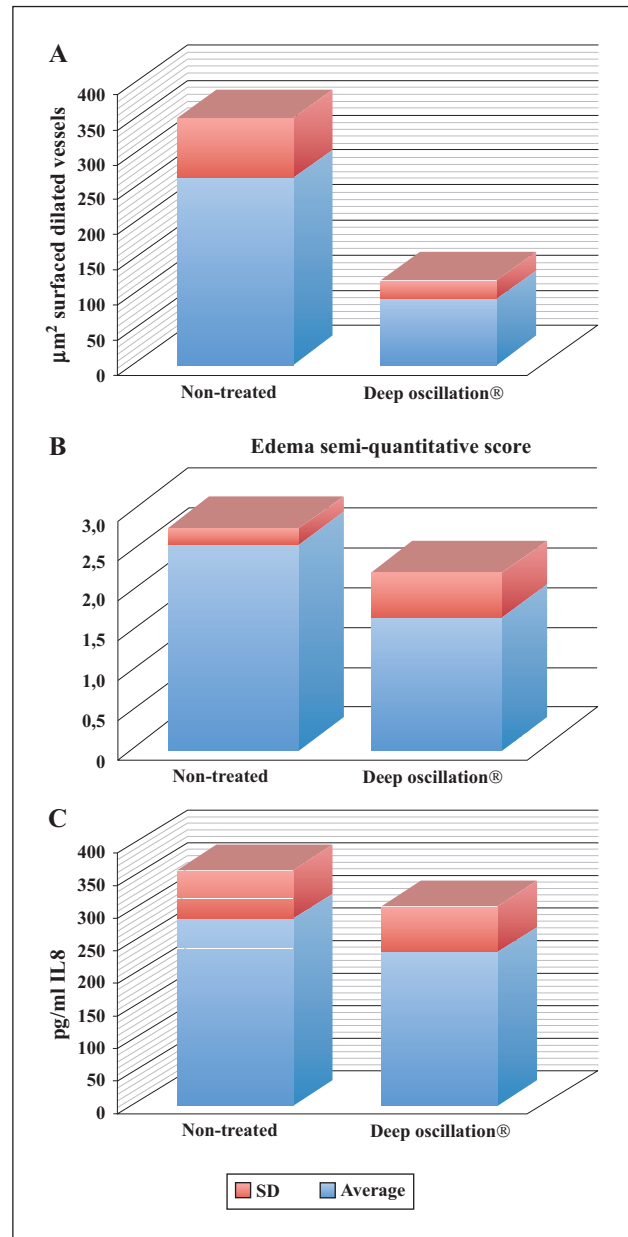 A
μm² surfaced dilated vessels
400
350
300
250
200
150
100
50
0
Non-treated Deep oscillation®
B Edema semi-quantitative score
3,0
2,5
2,0
1,5
1,0
0,5
0
Non-treated Deep oscillation®
C
pg/ml IL8
400
350
300
250
200
150
100
50
0
Non-treated Deep oscillation®
SD Average